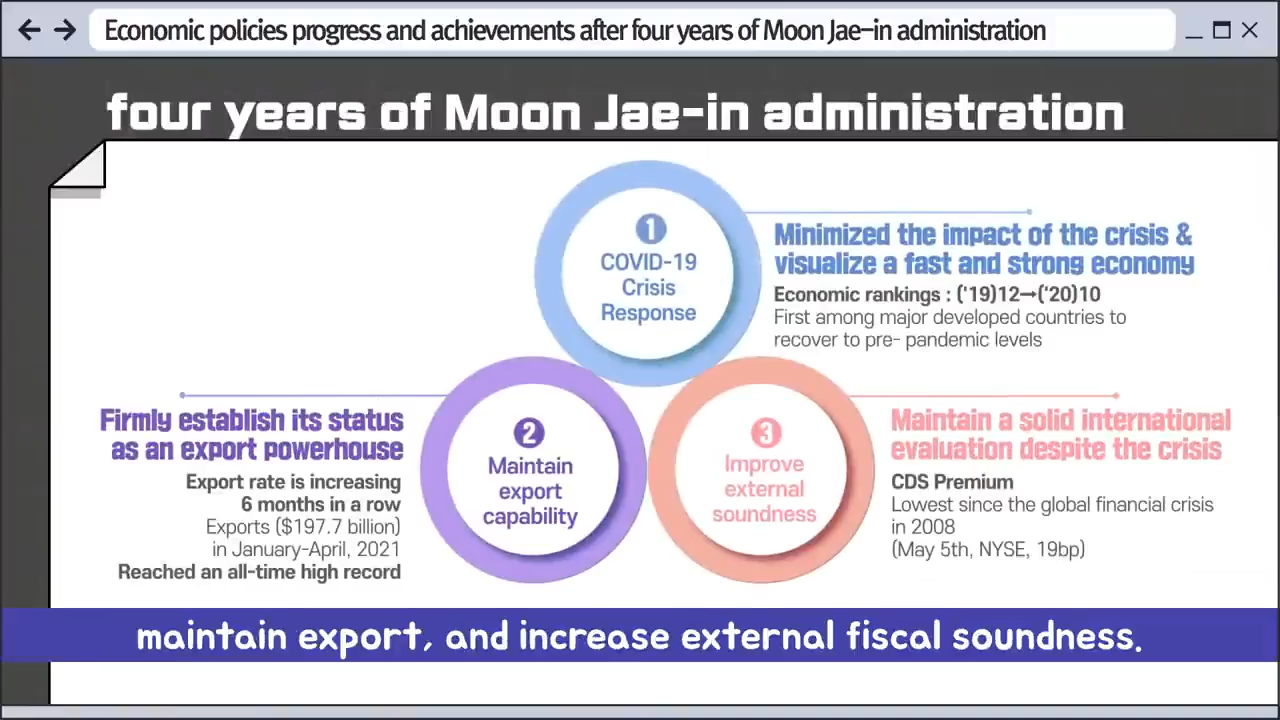 Economic policies progress and achievements after four years of Moon Jae-in administration
four years of Moon Jae-in administration
1
COVID-19
Crisis
Response
Minimized the impact of the crisis &
visualize a fast and strong economy
Economic rankings : ('19)12→('20)10
First among major developed countries to
recover to pre- pandemic levels
Firmly establish its status
as an export powerhouse
Export rate is increasing
6 months in a row
Exports ($197.7 billion)
in January-April, 2021
Reached an all-time high record
2
Maintain
export
capability
3
Improve
external
soundness
Maintain a solid international
evaluation despite the crisis
CDS Premium
Lowest since the global financial crisis
in 2008
(May 5th, NYSE, 19bp)
maintain export, and increase external fiscal soundness.